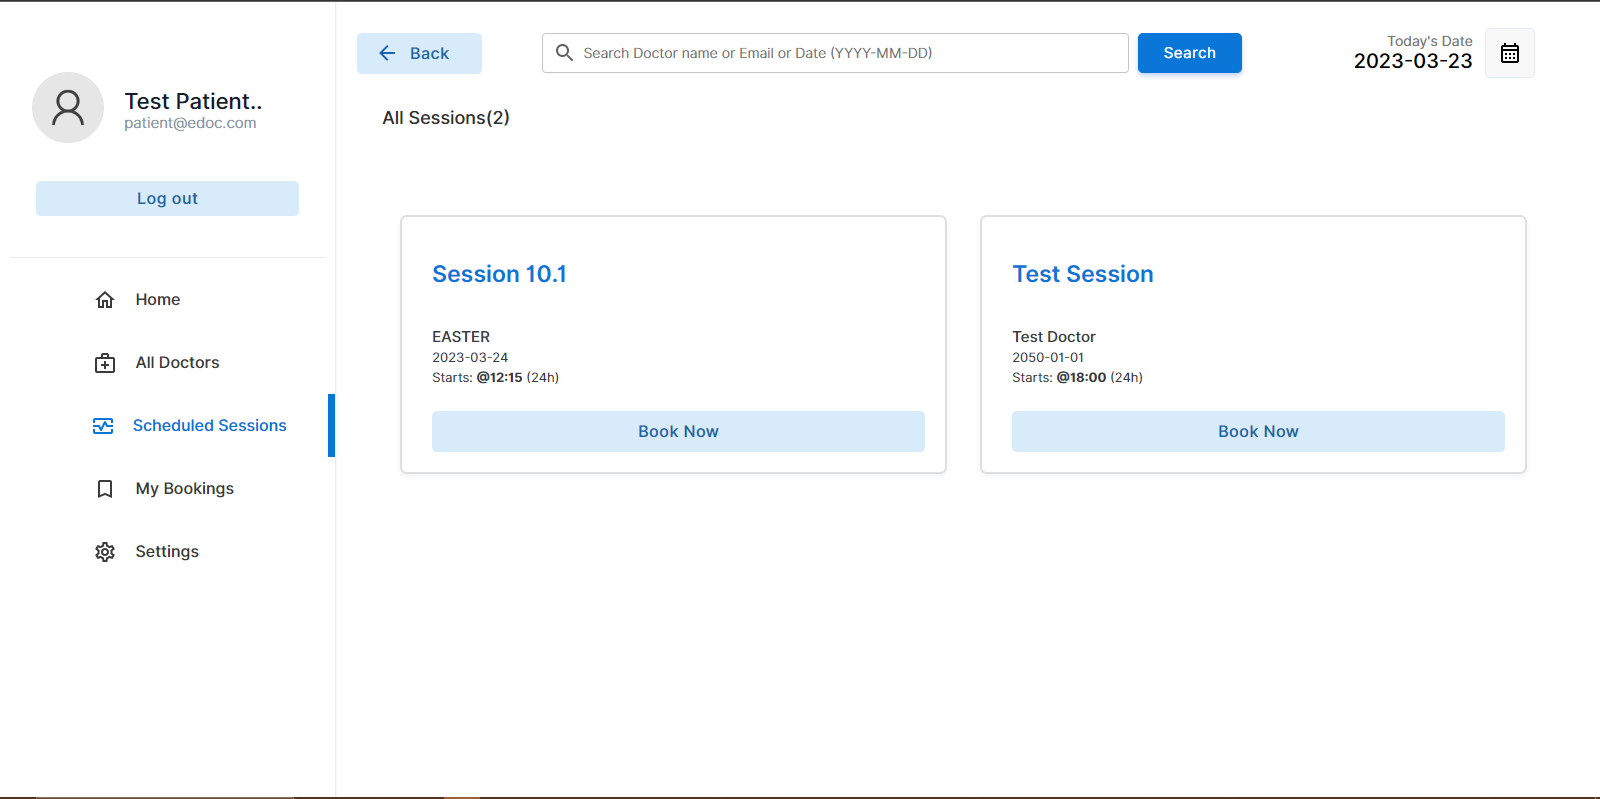 Test Patient..
patient@edoc.com
Log out
Home
All Doctors
Scheduled Sessions
My Bookings
Settings
Back
Search Doctor name or Email or Date (YYYY-MM-DD)
Search
Today's Date
2023-03-23
All Sessions(2)
Session 10.1
EASTER
2023-03-24
Starts: @12:15 (24h)
Book Now
Test Session
Test Doctor
2050-01-01
Starts: @18:00 (24h)
Book Now